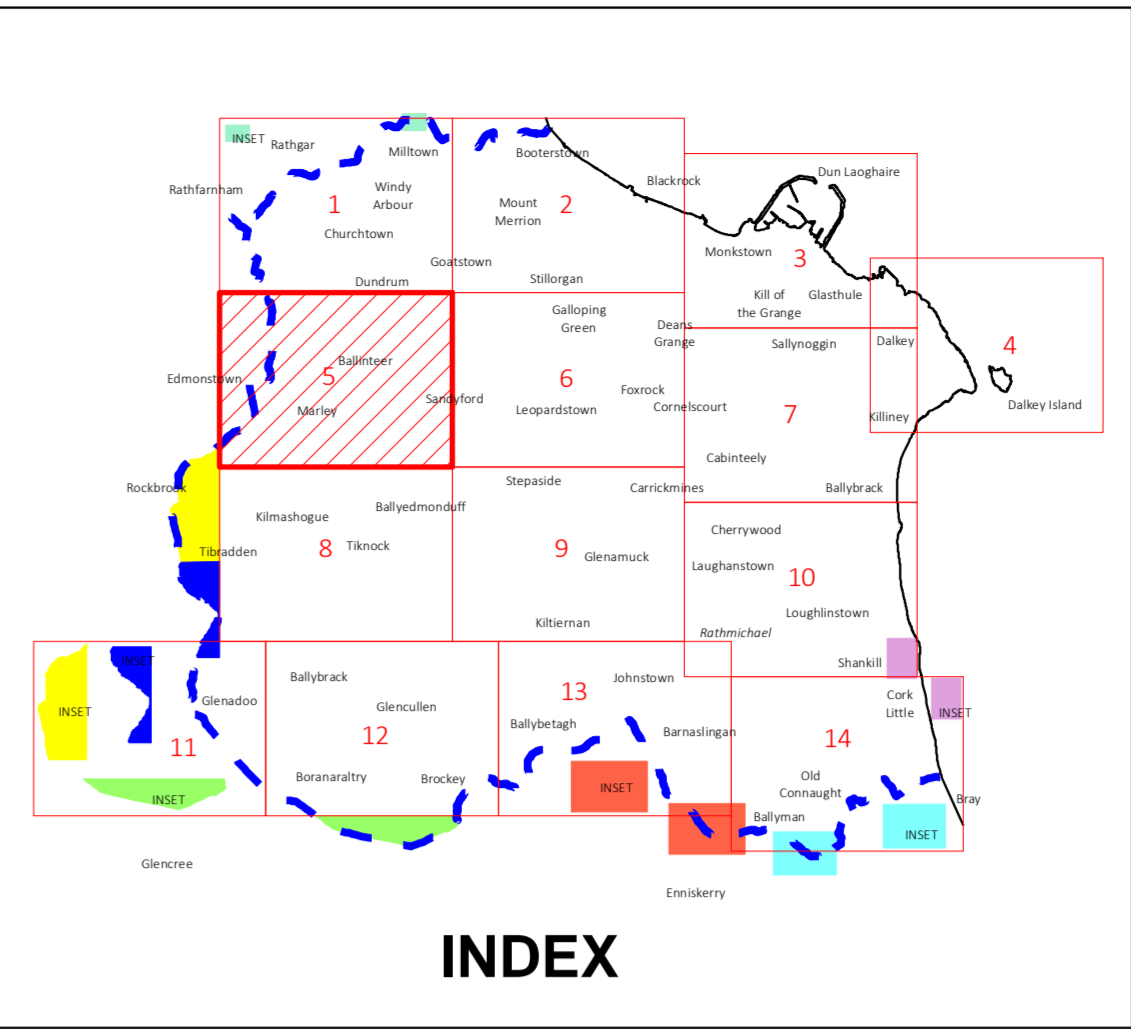 INSET
Rathgar
Milltown
Booterstown
Rathfarnham
Windy
Arbour
1
Mount
Merrion
2
Blackrock
Dun Laoghaire
Churchtown
Goatstown
Dundrum
Stillorgan
Monkstown
3
Kill of
the Grange
Glasthule
Galloping
Green
Deans
Grange
Sallynoggin
Dalkey
4
Dalkey Island
Killiney
Ballinteer
Edmonstown
5
Marley
Sandyford
6
Leopardstown
Foxrock
Cornelscourt
7
Cabinteely
Ballybrack
Rockbrook
Stepaside
Carrickmines
Kilmashogue
Ballyedmonduff
Tibradden
8
Tiknock
9
Glenamuck
Kiltiernan
Cherrywood
Laughanstown
10
Loughlinstown
Rathmichael
Shankill
INSET
INSET
Glenadoo
11
INSET
Ballybrack
Glencullen
12
Boranaraltry
Brockey
13
Johnstown
Ballybetagh
Barnaslingan
INSET
Cork
Little
INSET
14
Old
Connaught
Ballyman
INSET
Bray
Glencree
Enniskerry
INDEX